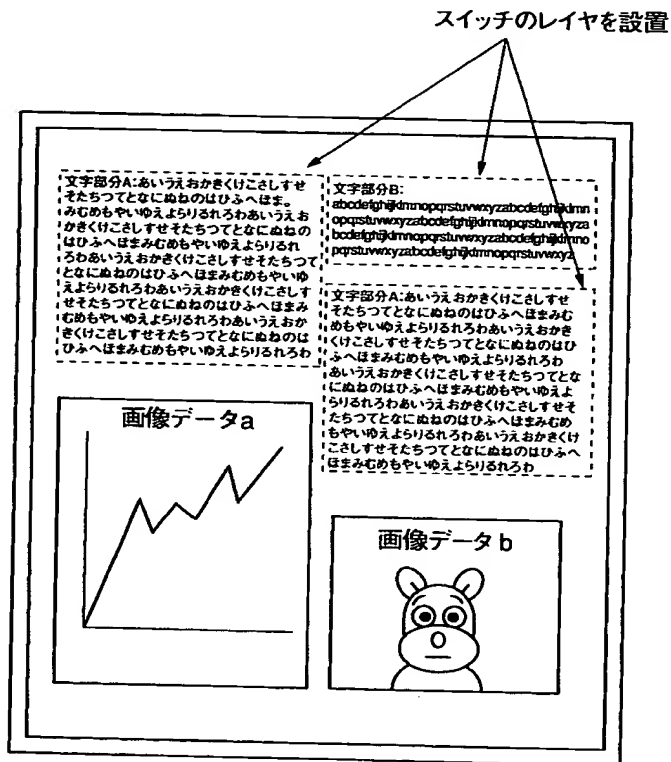 スイッチのレイヤを設置
文字部分A:あいうえおかきくけこさしすせ
そたちつてとなにぬねのはひふへほま。
みむめもやいゆえよらりるれろわあいうえお
かきくけこさしすせそたちつてとなにぬねの
はひふへほまみむめもやいゆえよらりるれ
ろわあいうえおかきくけこさしすせそたちつて
となにぬねのはひふへほまみむめもやいゆ
えよらりるれろわあいうえおかきくけこさしす
せそたちつてとなにぬねのはひふへほまみ
むめもやいゆえよらりるれろわあいうえおか
きくけこさしすせそたちつてとなにぬねのは
ひふへほまみむめもやいゆえよらりるれろわ
文字部分B:
abcdefghijklmnopqrstuvwxyzabcdefghijklmn
opqrstuvwxyzabcdefghijklmnopqrstuvwxyza
bcdefghijklmnopqrstuvwxyzabcdefghijklmno
pqrstuvwxyzabcdefghijklmnopqrstuvwxyz
文字部分A:あいうえおかきくけこさしすせ
そたちつてとなにぬねのはひふへほまみむ
めもやいゆえよらりるれろわあいうえおかき
くけこさしすせそたちつてとなにぬねのはひ
ふへほまみむめもやいゆえよらりるれろわ
あいうえおかきくけこさしすせそたちつてとな
にぬねのはひふへほまみむめもやいゆえよ
らりるれろわあいうえおかきくけこさしすせそ
たちつてとなにぬねのはひふへほまみむめ
もやいゆえよらりるれろわあいうえおかきくけ
こさしすせそたちつてとなにぬねのはひふへ
ほまみむめもやいゆえよらりるれろわ
画像データa
画像データb